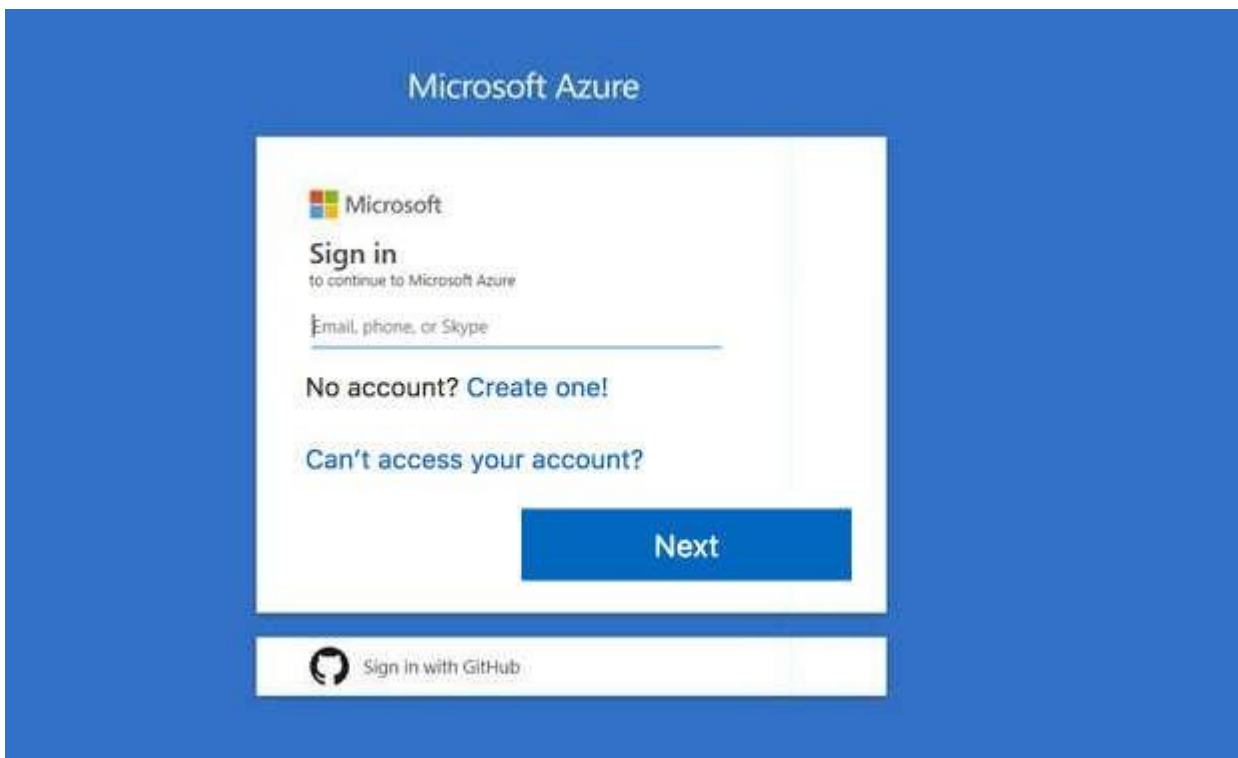 Microsoft Azure
Microsoft
Sign in
to continue to Microsoft Azure
Email, phone, or Skype
No account? Create one!
Can't access your account?
Next
Sign in with GitHub